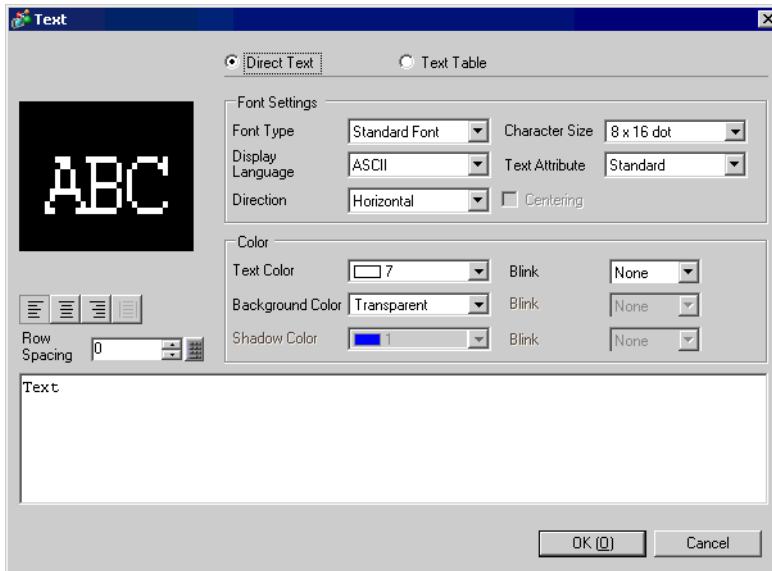 Text
Direct Text
Text Table
ABC
Font Settings
Font Type Standard Font Character Size 8 x 16 dot
Display Language ASCII Text Attribute Standard
Direction Horizontal Centering
Color
Text Color 7 Blink None
Background Color Transparent Blink None
Shadow Color 1 Blink None
Row Spacing 0
Text
OK (O) Cancel